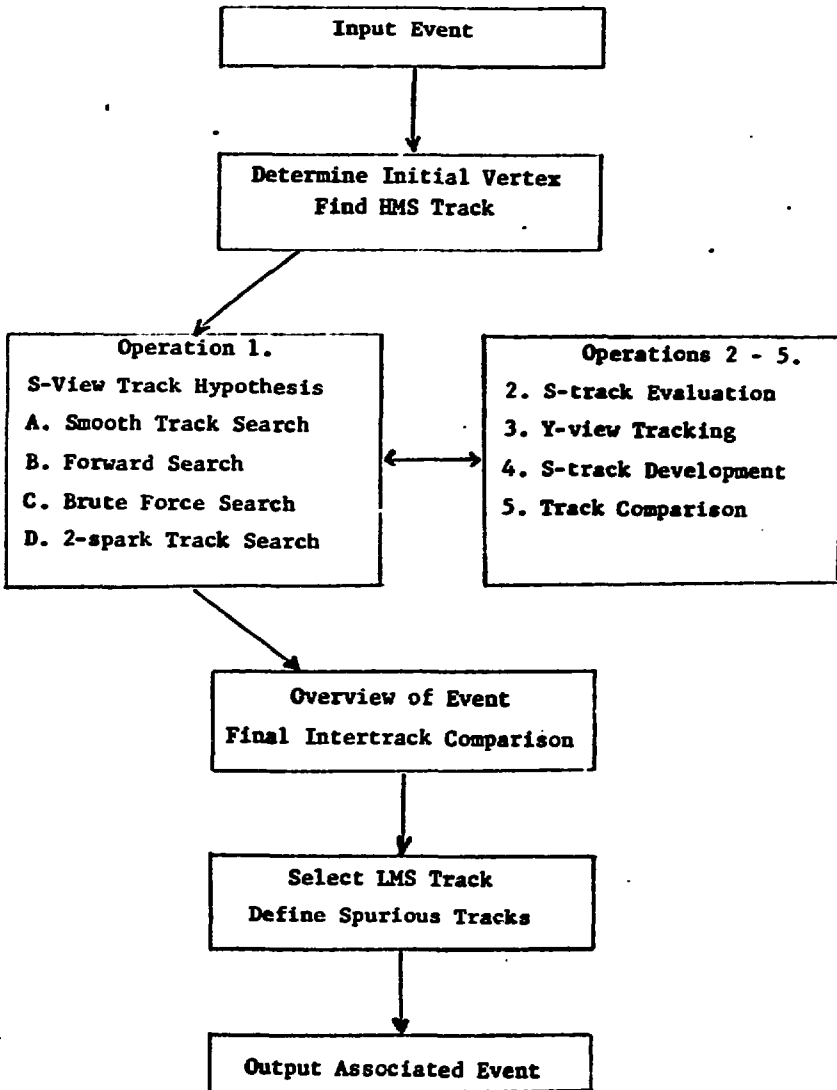 Input Event
Determine Initial Vertex
Find HMS Track
Operation 1.
S-View Track Hypothesis
A. Smooth Track Search
B. Forward Search
C. Brute Force Search
D. 2-spark Track Search
Operations 2 - 5.
2. S-track Evaluation
3. Y-view Tracking
4. S-track Development
5. Track Comparison
Overview of Event
Final Intertrack Comparison
Select LMS Track
Define Spurious Tracks
Output Associated Event